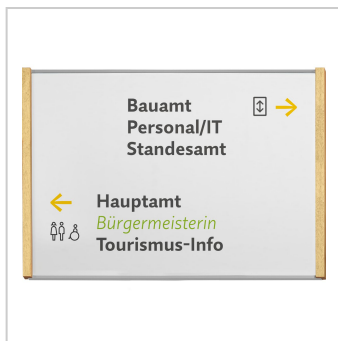 Bauamt
Personal/IT
Standesamt
Hauptamt
Bürgermeisterin
Tourismus-Info